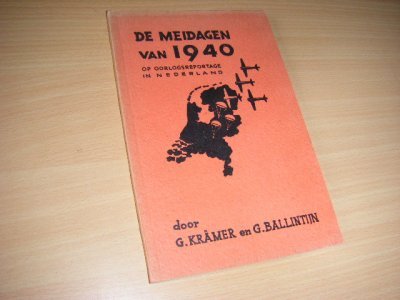 DE MEIDAGEN
VAN 1940
OP OORLOGSREPORTAGE
IN NEDERLAND
door
G. KRÄMER en G. BALLINTIJN